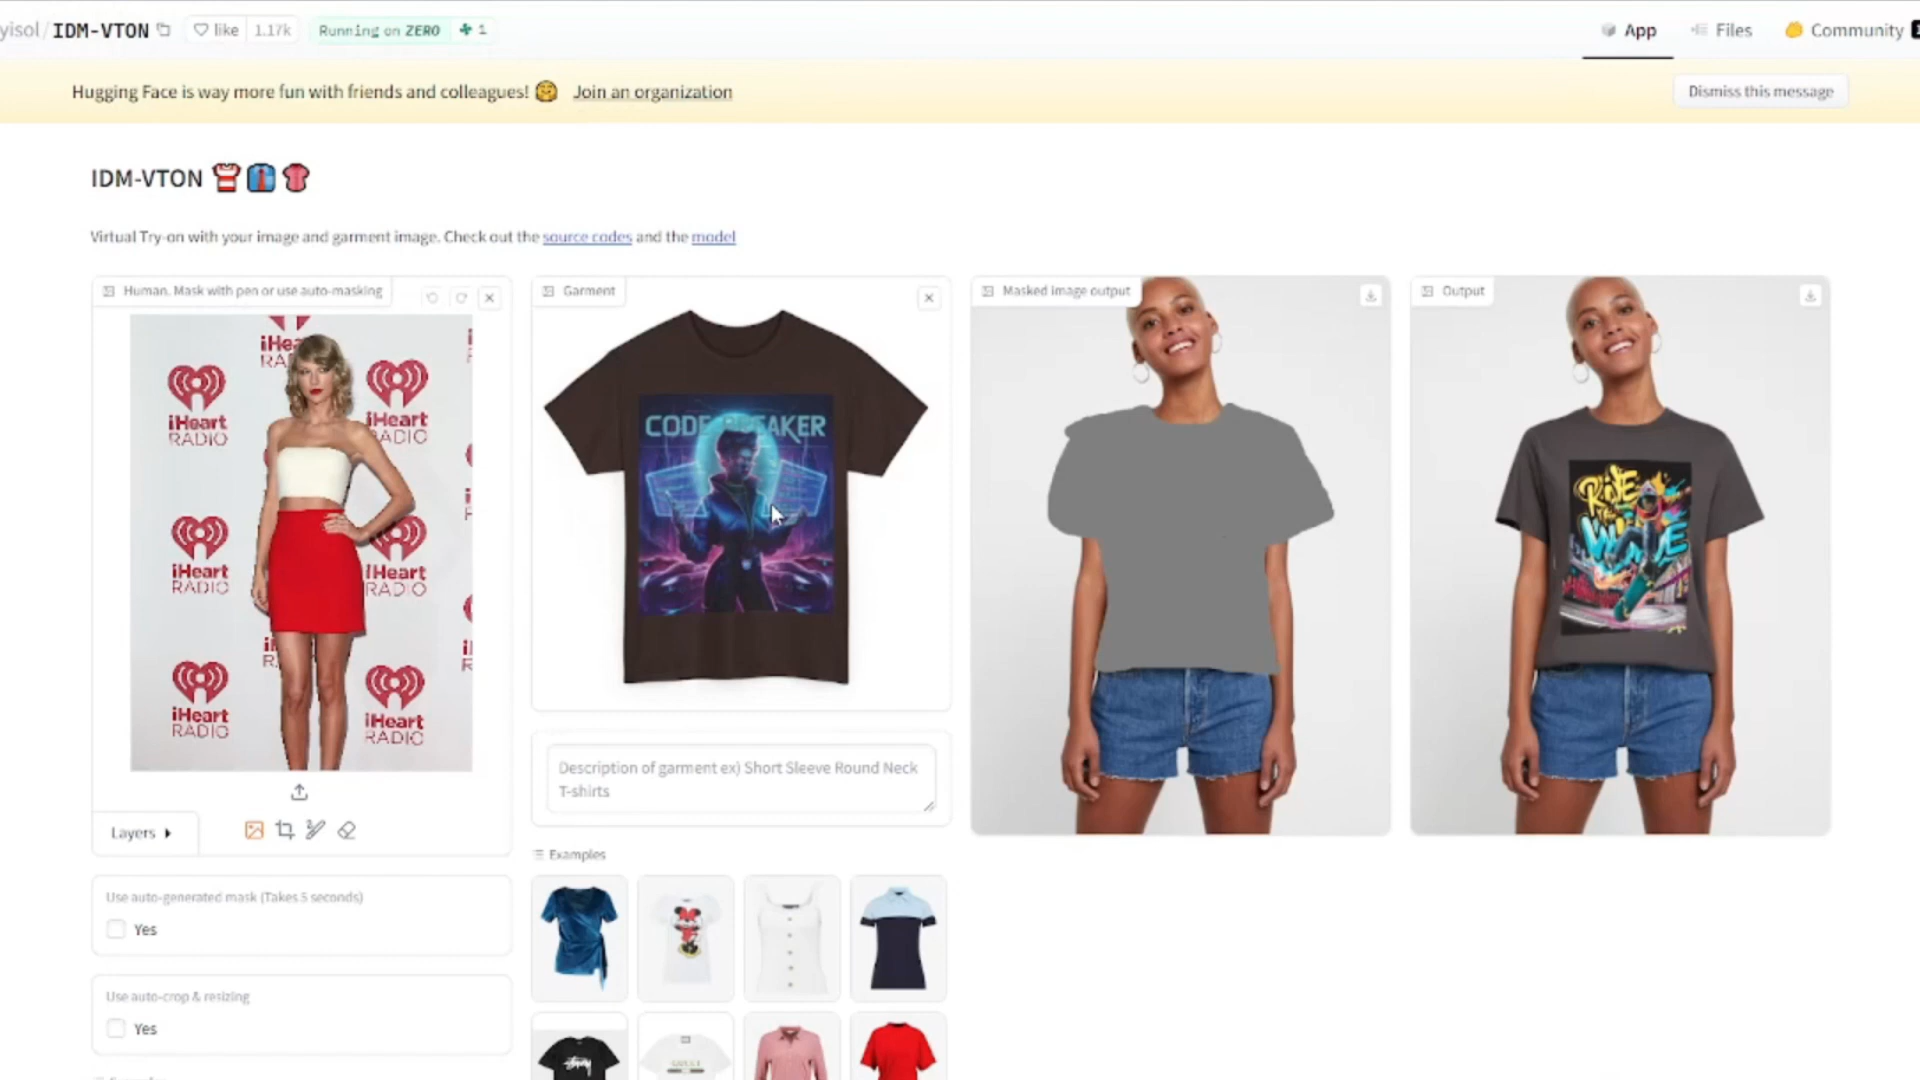 yisol/IDM-VTON like 1.17k Running on ZERO 1 App Files Community
Hugging Face is way more fun with friends and colleagues! Join an organization Dismiss this message
IDM-VTON
Virtual Try-on with your image and garment image. Check out the source codes and the model
Human. Mask with pen or use auto-masking
iHea
RA
iHeart
RADIO
iHeart
RADIO
iHeart
RADIO
iHeart
RADIO
iHeart
RADIO
iHeart
RADIO
Layers
Use auto-generated mask (Takes 5 seconds)
Yes
Use auto-crop & resizing
Yes
Garment
Description of garment ex) Short Sleeve Round Neck
T-shirts
Examples
Masked image output
Output